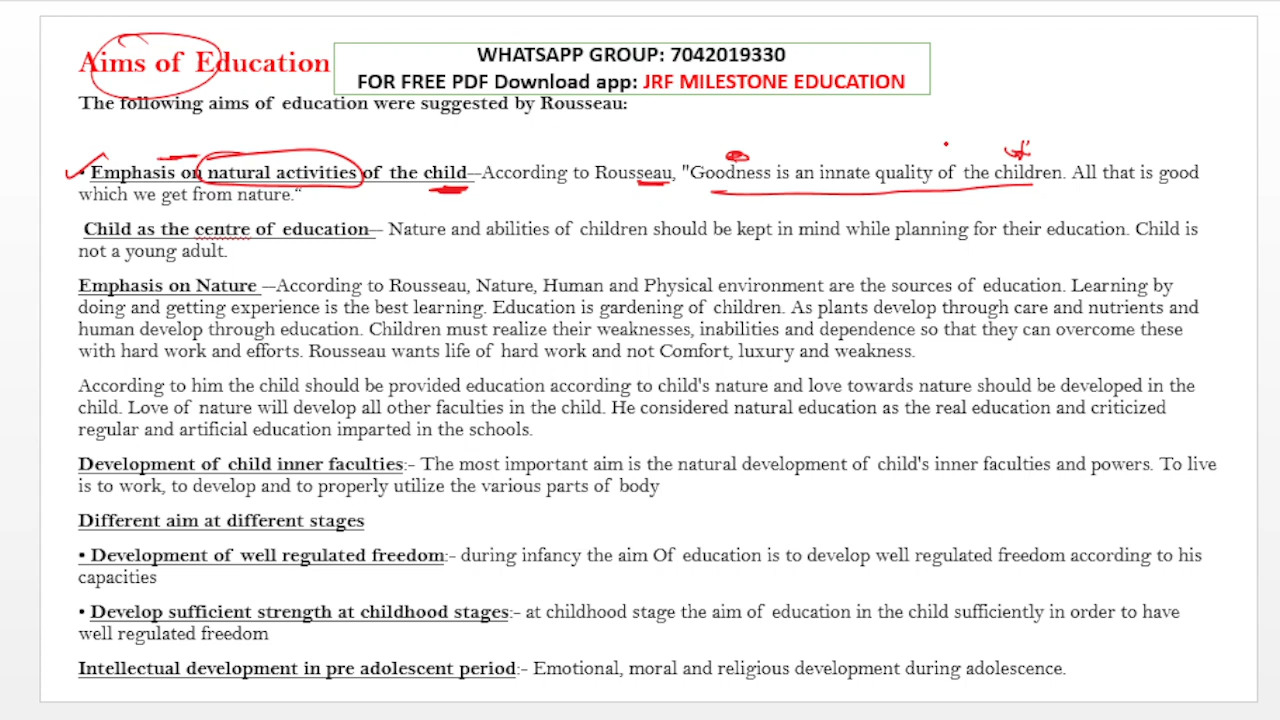 Aims of Education
WHATSAPP GROUP: 7042019330
FOR FREE PDF Download app: JRF MILESTONE EDUCATION
The following aims of education were suggested by Rousseau:
• Emphasis on natural activities of the child—According to Rousseau, "Goodness is an innate quality of the children. All that is good
which we get from nature.“
Child as the centre of education— Nature and abilities of children should be kept in mind while planning for their education. Child is
not a young adult.
Emphasis on Nature —According to Rousseau, Nature, Human and Physical environment are the sources of education. Learning by
doing and getting experience is the best learning. Education is gardening of children. As plants develop through care and nutrients and
human develop through education. Children must realize their weaknesses, inabilities and dependence so that they can overcome these
with hard work and efforts. Rousseau wants life of hard work and not Comfort, luxury and weakness.
According to him the child should be provided education according to child's nature and love towards nature should be developed in the
child. Love of nature will develop all other faculties in the child. He considered natural education as the real education and criticized
regular and artificial education imparted in the schools.
Development of child inner faculties:- The most important aim is the natural development of child's inner faculties and powers. To live
is to work, to develop and to properly utilize the various parts of body
Different aim at different stages
• Development of well regulated freedom:- during infancy the aim Of education is to develop well regulated freedom according to his
capacities
• Develop sufficient strength at childhood stages:- at childhood stage the aim of education in the child sufficiently in order to have
well regulated freedom
Intellectual development in pre adolescent period:- Emotional, moral and religious development during adolescence.